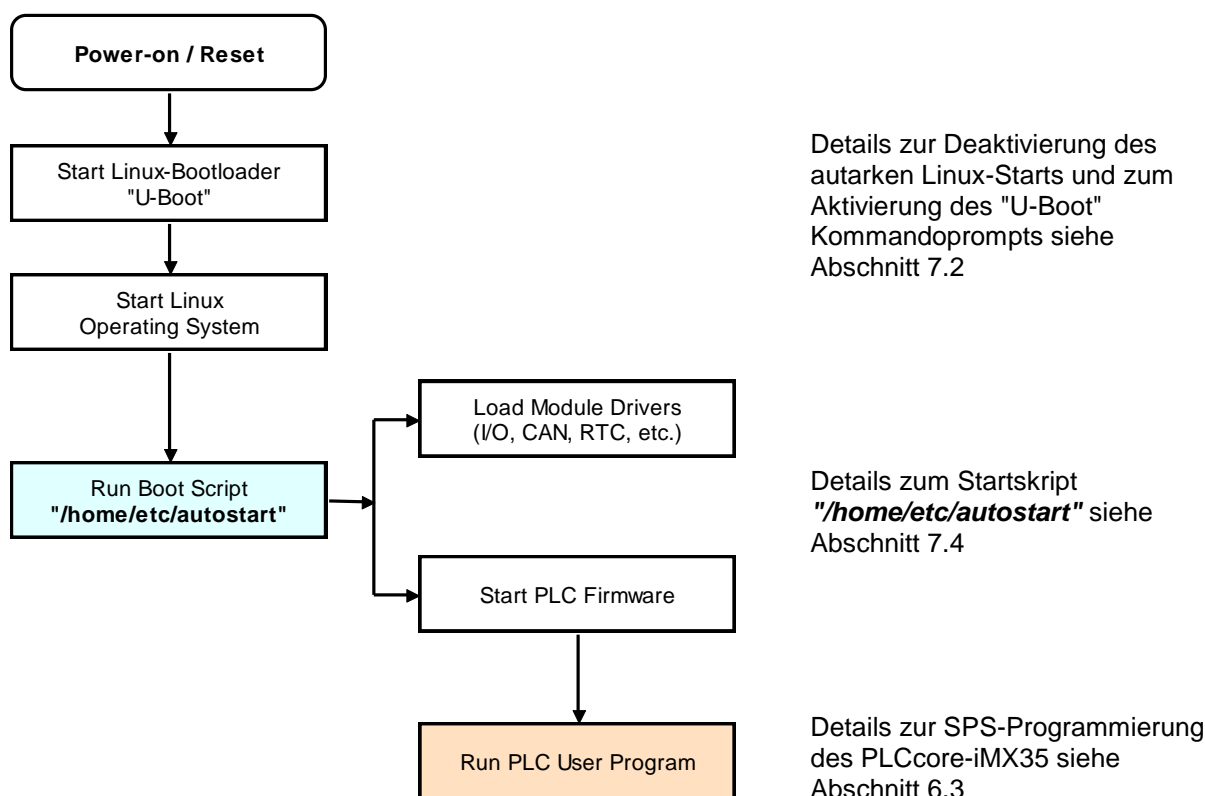 Power-on / Reset
Start Linux-Bootloader
"U-Boot"
Details zur Deaktivierung des
autarken Linux-Starts und zum
Aktivierung des "U-Boot"
Kommandoprompts siehe
Abschnitt 7.2
Start Linux
Operating System
Load Module Drivers
(I/O, CAN, RTC, etc.)
Run Boot Script
"/home/etc/autostart"
Details zum Startskript
"/home/etc/autostart" siehe
Abschnitt 7.4
Start PLC Firmware
Run PLC User Program
Details zur SPS-Programmierung
des PLCcore-iMX35 siehe
Abschnitt 6.3